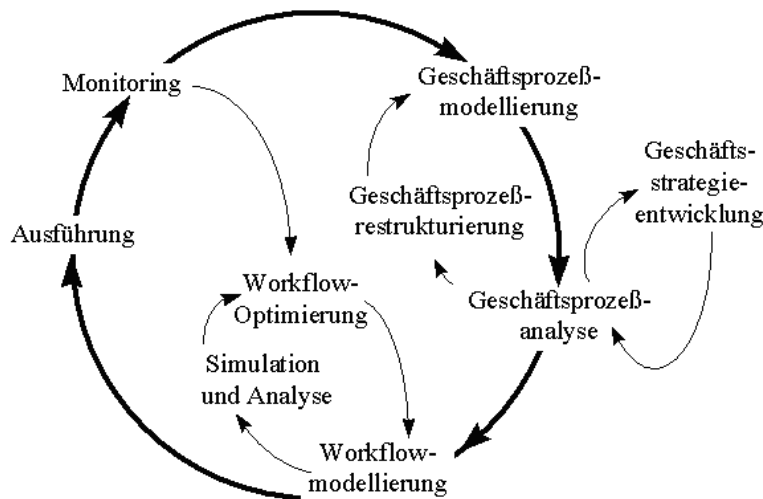 Monitoring
Geschäftsprozeß-
modellierung
Geschäfts-
strategie-
entwicklung
Geschäftsprozeß-
restrukturierung
Ausführung
Workflow-
Optimierung
Geschäftsprozeß-
analyse
Simulation
und Analyse
Workflow-
modellierung